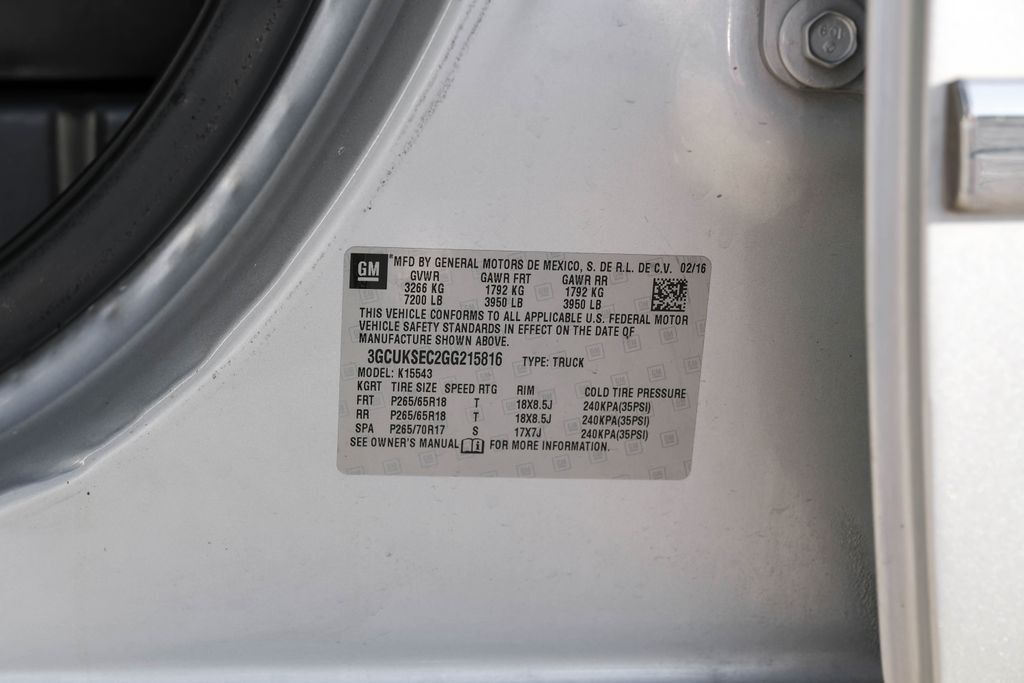 GM ®MFD BY GENERAL MOTORS DE MEXICO, S. DE R.L. DE C.V. 02/16
GVWR GAWR FRT GAWR RR
3266 KG 1792 KG 1792 KG
7200 LB 3950 LB 3950 LB
THIS VEHICLE CONFORMS TO ALL APPLICABLE U.S. FEDERAL MOTOR
VEHICLE SAFETY STANDARDS IN EFFECT ON THE DATE OF
MANUFACTURE SHOWN ABOVE.
3GCUKSEC2GG215816 TYPE: TRUCK
MODEL: K15543
KGRT TIRE SIZE SPEED RTG RIM COLD TIRE PRESSURE
FRT P265/65R18 T 18X8.5J 240KPA(35PSI)
RR P265/65R18 T 18X8.5J 240KPA(35PSI)
SPA P265/70R17 S 17X7J 240KPA(35PSI)
SEE OWNER'S MANUAL FOR MORE INFORMATION.